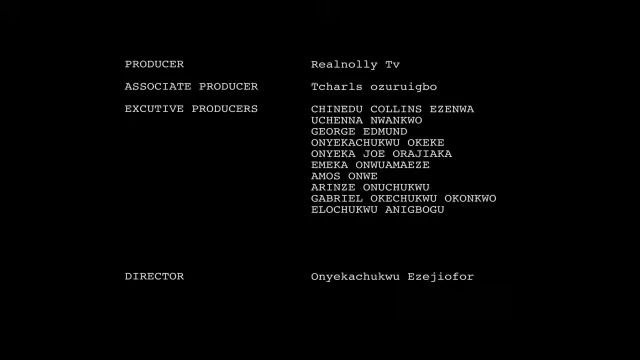 PRODUCER Realnolly Tv
ASSOCIATE PRODUCER Tcharls ozuruigbo
EXCUTIVE PRODUCERS CHINEDU COLLINS EZENWA
UCHENNA NWANKWO
GEORGE EDMUND
ONYEKACHUKWU OKEKE
ONYEKA JOE ORAJIAKA
EMEKA ONWUAMAEZE
AMOS ONWE
ARINZE ONUCHUKWU
GABRIEL OKECHUKWU OKONKWO
ELOCHUKWU ANIGBOGU
DIRECTOR Onyekachukwu Ezejiofor